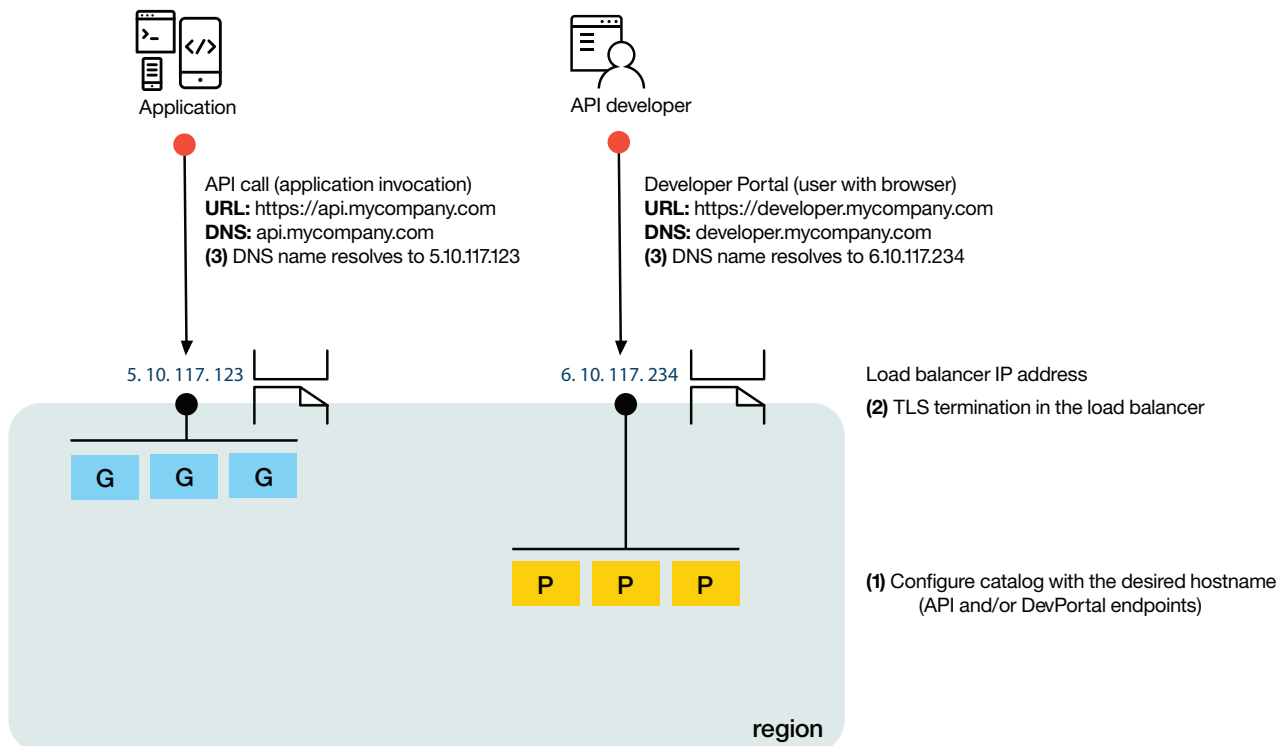 >_
</>
Application
API developer
API call (application invocation)
URL: https://api.mycompany.com
DNS: api.mycompany.com
(3) DNS name resolves to 5.10.117.123
Developer Portal (user with browser)
URL: https://developer.mycompany.com
DNS: developer.mycompany.com
(3) DNS name resolves to 6.10.117.234
5. 10. 117. 123
6. 10. 117. 234
Load balancer IP address
(2) TLS termination in the load balancer
G G G
P P P
(1) Configure catalog with the desired hostname
(API and/or DevPortal endpoints)
region